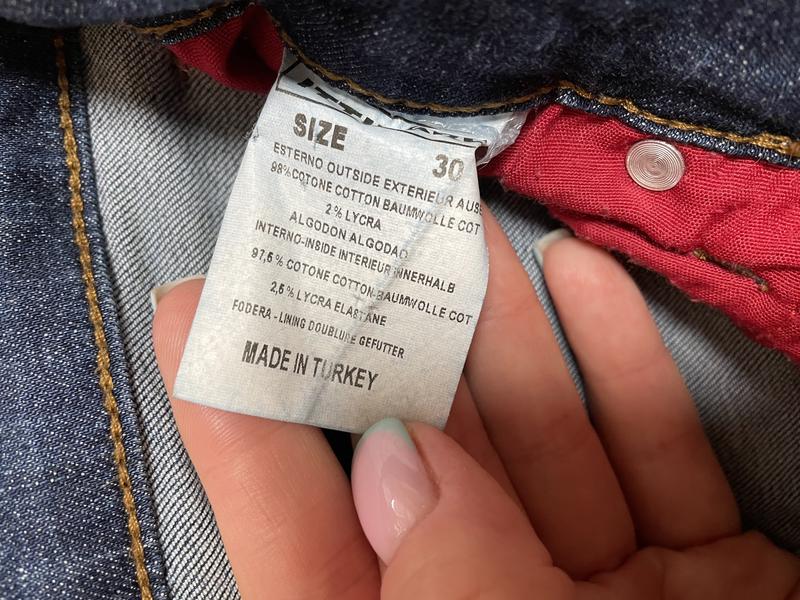 SIZE
30
ESTERNO OUTSIDE EXTERIEUR AUS
98% COTONE COTTON BAUMWOLLE COT
2% LYCRA
ALGODON ALGODAO
INTERNO-INSIDE INTERIEUR INNERHALB
97,5% COTONE COTTON-BAUMWOLLE COT
2,5% LYCRA ELASTANE
FODERA - LINING DOUBLURE GEFUTTER
MADE IN TURKEY